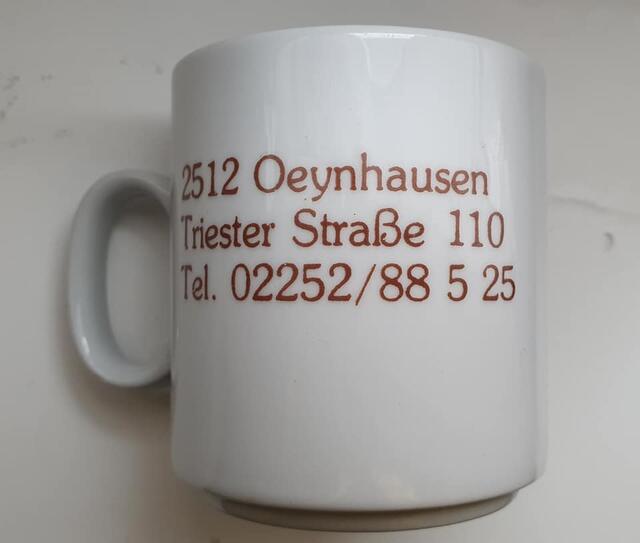 2512 Oeynhausen
Triester Straße 110
Tel. 02252/88 5 25